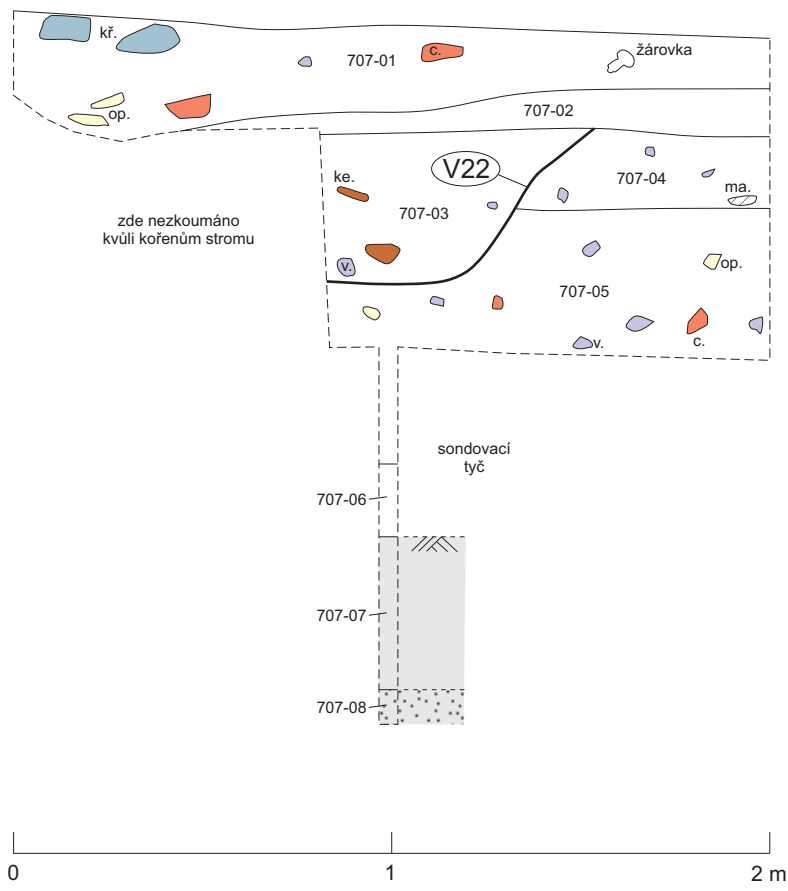 kř.
707-01
c.
žárovka
op.
707-02
V22
ke.
707-03
707-04
ma.
zde nezkoumáno
kvůli kořenům stromu
v.
707-05
op.
v.
c.
sondovací
tyč
707-06
707-07
707-08
0 1 2 m